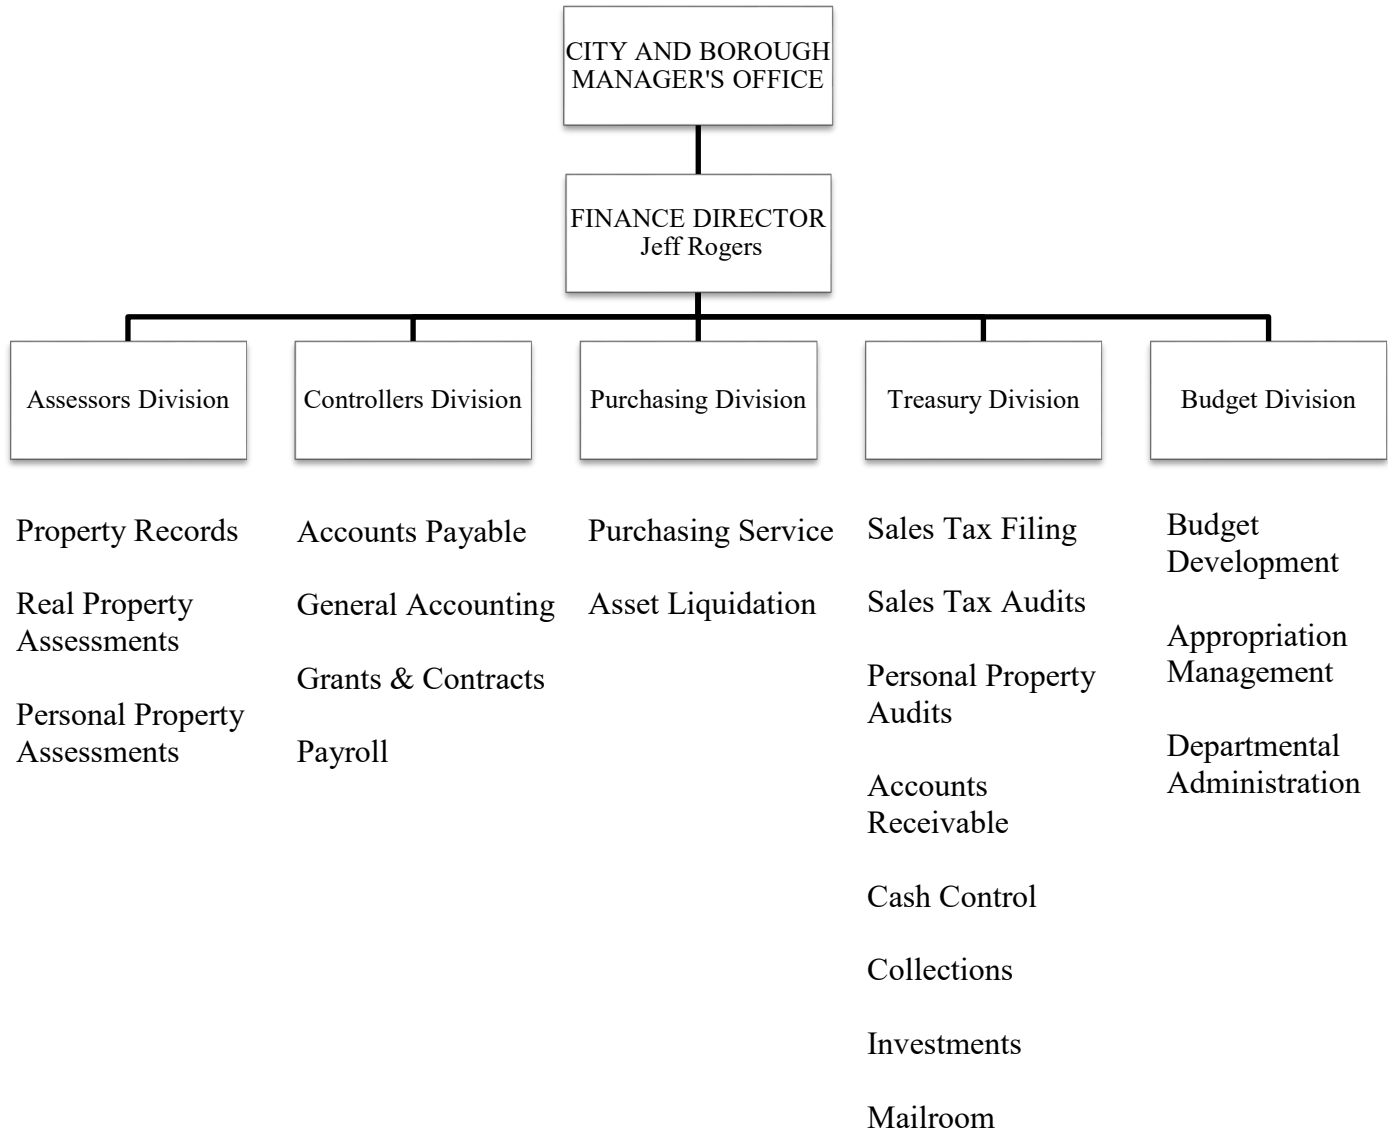 CITY AND BOROUGH
MANAGER'S OFFICE
FINANCE DIRECTOR
Jeff Rogers
Assessors Division
Controllers Division
Purchasing Division
Treasury Division
Budget Division
Property Records
Real Property
Assessments
Personal Property
Assessments
Accounts Payable
General Accounting
Grants & Contracts
Payroll
Purchasing Service
Asset Liquidation
Sales Tax Filing
Sales Tax Audits
Personal Property
Audits
Accounts
Receivable
Cash Control
Collections
Investments
Mailroom
Budget
Development
Appropriation
Management
Departmental
Administration